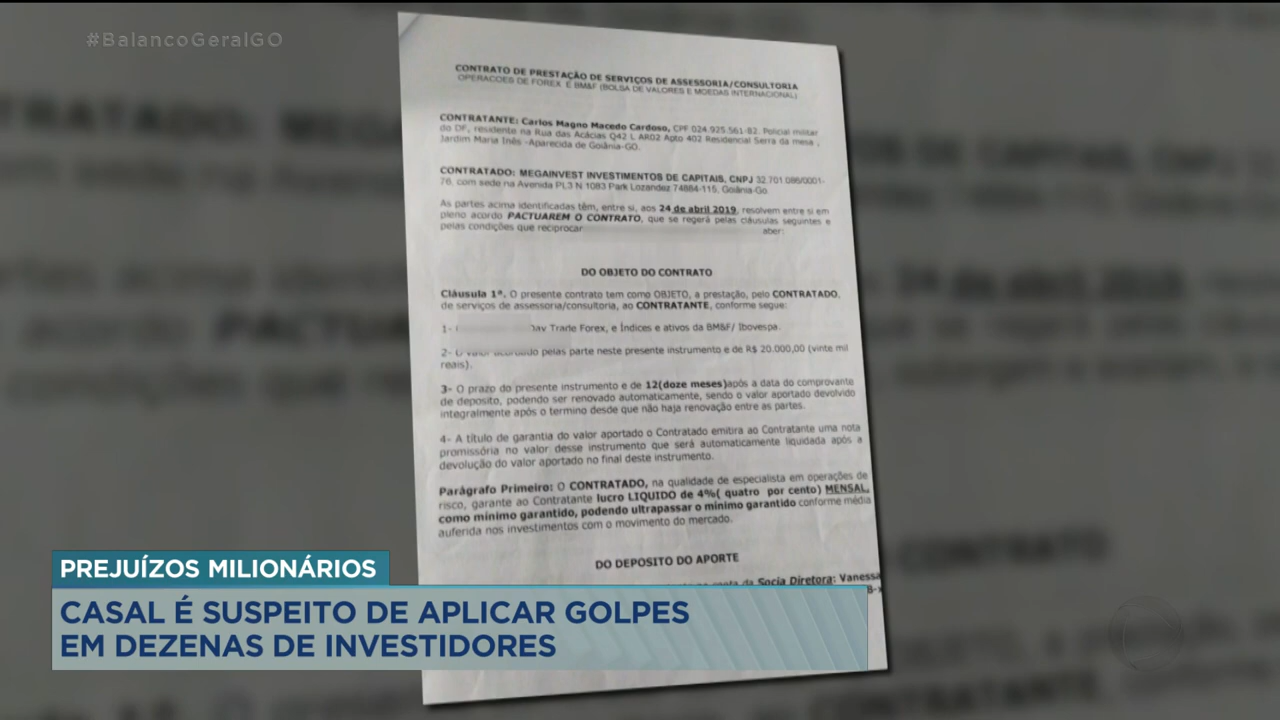 #BalancoGeralGO
CONTRATO DE PRESTAÇÃO DE SERVIÇOS DE ASSESSORIA/CONSULTORIA
OPERACOES DE FOREX E BM&F (BOLSA DE VALORES E MOEDAS INTERNACIONAL)
CONTRATANTE: Carlos Magno Macedo Cardoso, CPF 024.925.561-82, Policial militar
do DF, residente na Rua das Acácias Q42 L AR02 Apto 402 Residencial Serra da mesa ,
Jardim Maria Inês -Aparecida de Goiânia-GO.
CONTRATADO: MEGAINVEST INVESTIMENTOS DE CAPITAIS, CNPJ 32.701.086/0001-
76, com sede na Avenida PL3 N 1083 Park Lozandez 74884-115, Goiânia-Go
As partes acima identificadas têm, entre si, aos 24 de abril 2019, resolvem entre si em
pleno acordo PACTUAREM O CONTRATO, que se regerá pelas cláusulas seguintes e
pelas condições que reciprocar aber:
DO OBJETO DO CONTRATO
Cláusula 1ª. O presente contrato tem como OBJETO, a prestação, pelo CONTRATADO,
de serviços de assessoria/consultoria, ao CONTRATANTE, conforme segue:
1- Day Trade Forex, e Índices e ativos da BM&F/ Ibovespa.
2- O valor acordado pelas parte neste presente instrumento e de R$ 20.000,00 (vinte mil
reais).
3- O prazo do presente instrumento e de 12(doze meses)após a data do comprovante
de deposito, podendo ser renovado automaticamente, sendo o valor aportado devolvido
integralmente após o termino desde que não haja renovação entre as partes.
4- A título de garantia do valor aportado o Contratado emitira ao Contratante uma nota
promissória no valor desse instrumento que será automaticamente liquidada após a
devolução do valor aportado no final deste instrumento.
Parágrafo Primeiro: O CONTRATADO, na qualidade de especialista em operações de
risco, garante ao Contratante lucro LIQUIDO de 4%( quatro por cento) MENSAL,
como mínimo garantido, podendo ultrapassar o mínimo garantido conforme média
auferida nos investimentos com o movimento do mercado.
DO DEPOSITO DO APORTE
da Socia Diretora: Vanessa
PREJUÍZOS MILIONÁRIOS
CASAL É SUSPEITO DE APLICAR GOLPES
EM DEZENAS DE INVESTIDORES